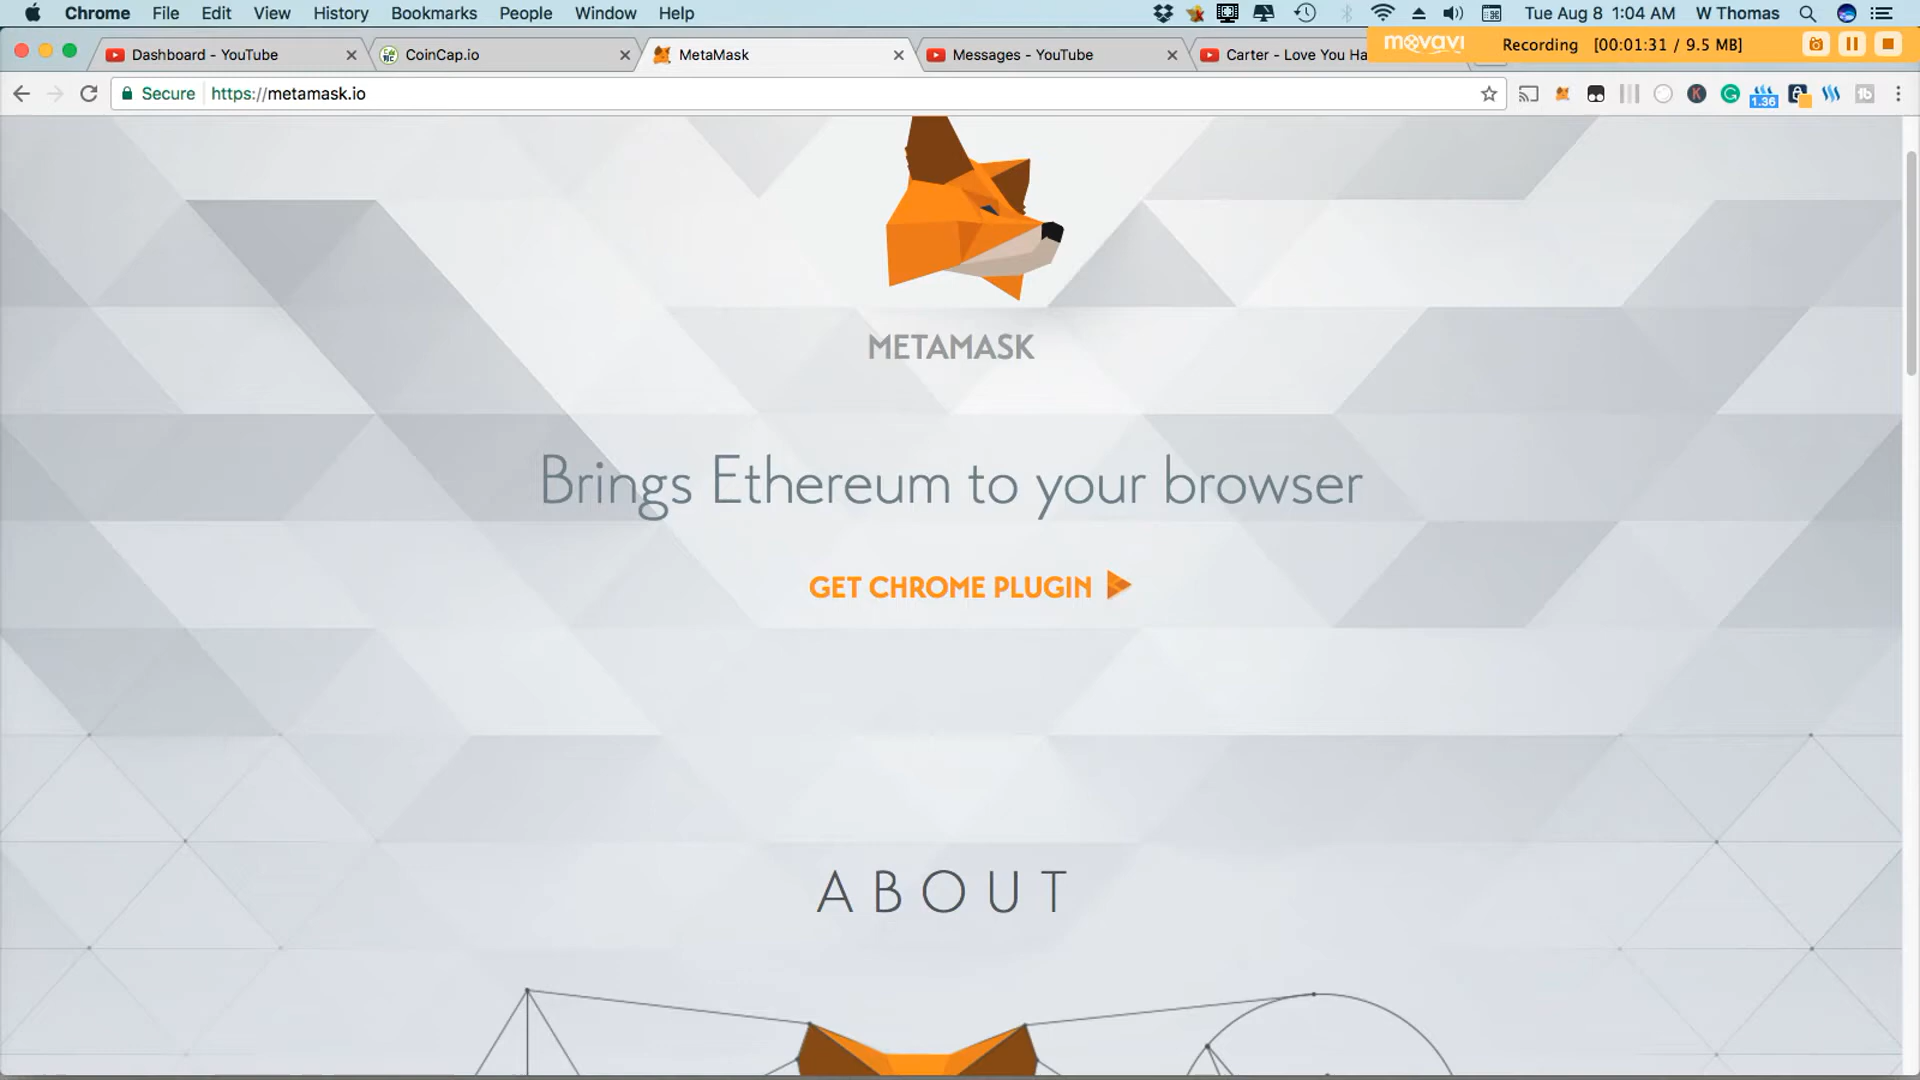 Chrome File Edit View History Bookmarks People Window Help Tue Aug 8 1:04 AM W Thomas
Dashboard - YouTube CoinCap.io MetaMask Messages - YouTube Carter - Love You Ha
movavi Recording [00:01:31 / 9.5 MB]
Secure https://metamask.io 1.36
METAMASK
Brings Ethereum to your browser
GET CHROME PLUGIN
ABOUT